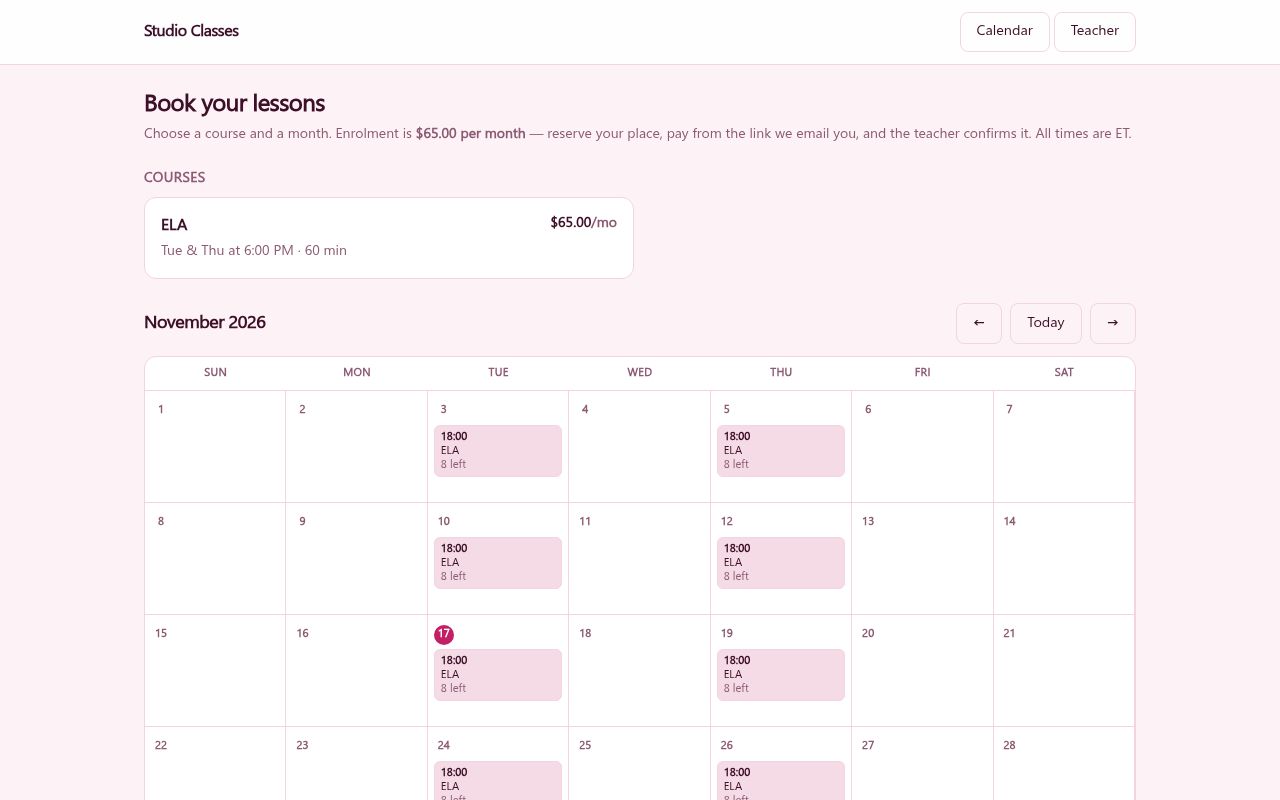 Studio Classes
Calendar
Teacher
Book your lessons
Choose a course and a month. Enrolment is $65.00 per month — reserve your place, pay from the link we email you, and the teacher confirms it. All times are ET.
COURSES
ELA
$65.00/mo
Tue & Thu at 6:00 PM · 60 min
November 2026
←
Today
→
SUN MON TUE WED THU FRI SAT
1 2 3 4 5 6 7
18:00 18:00
ELA ELA
8 left 8 left
8 9 10 11 12 13 14
18:00 18:00
ELA ELA
8 left 8 left
15 16 17 18 19 20 21
18:00 18:00
ELA ELA
8 left 8 left
22 23 24 25 26 27 28
18:00 18:00
ELA ELA
8 left 8 left